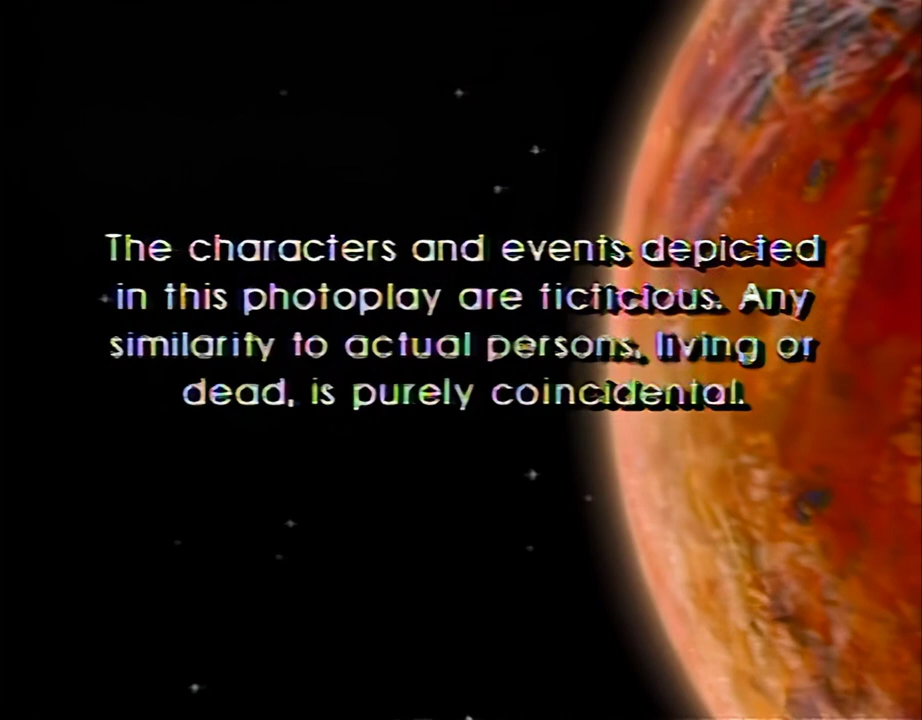 The characters and events depicted
in this photoplay are ficticious. Any
similarity to actual persons, living or
dead, is purely coincidental.